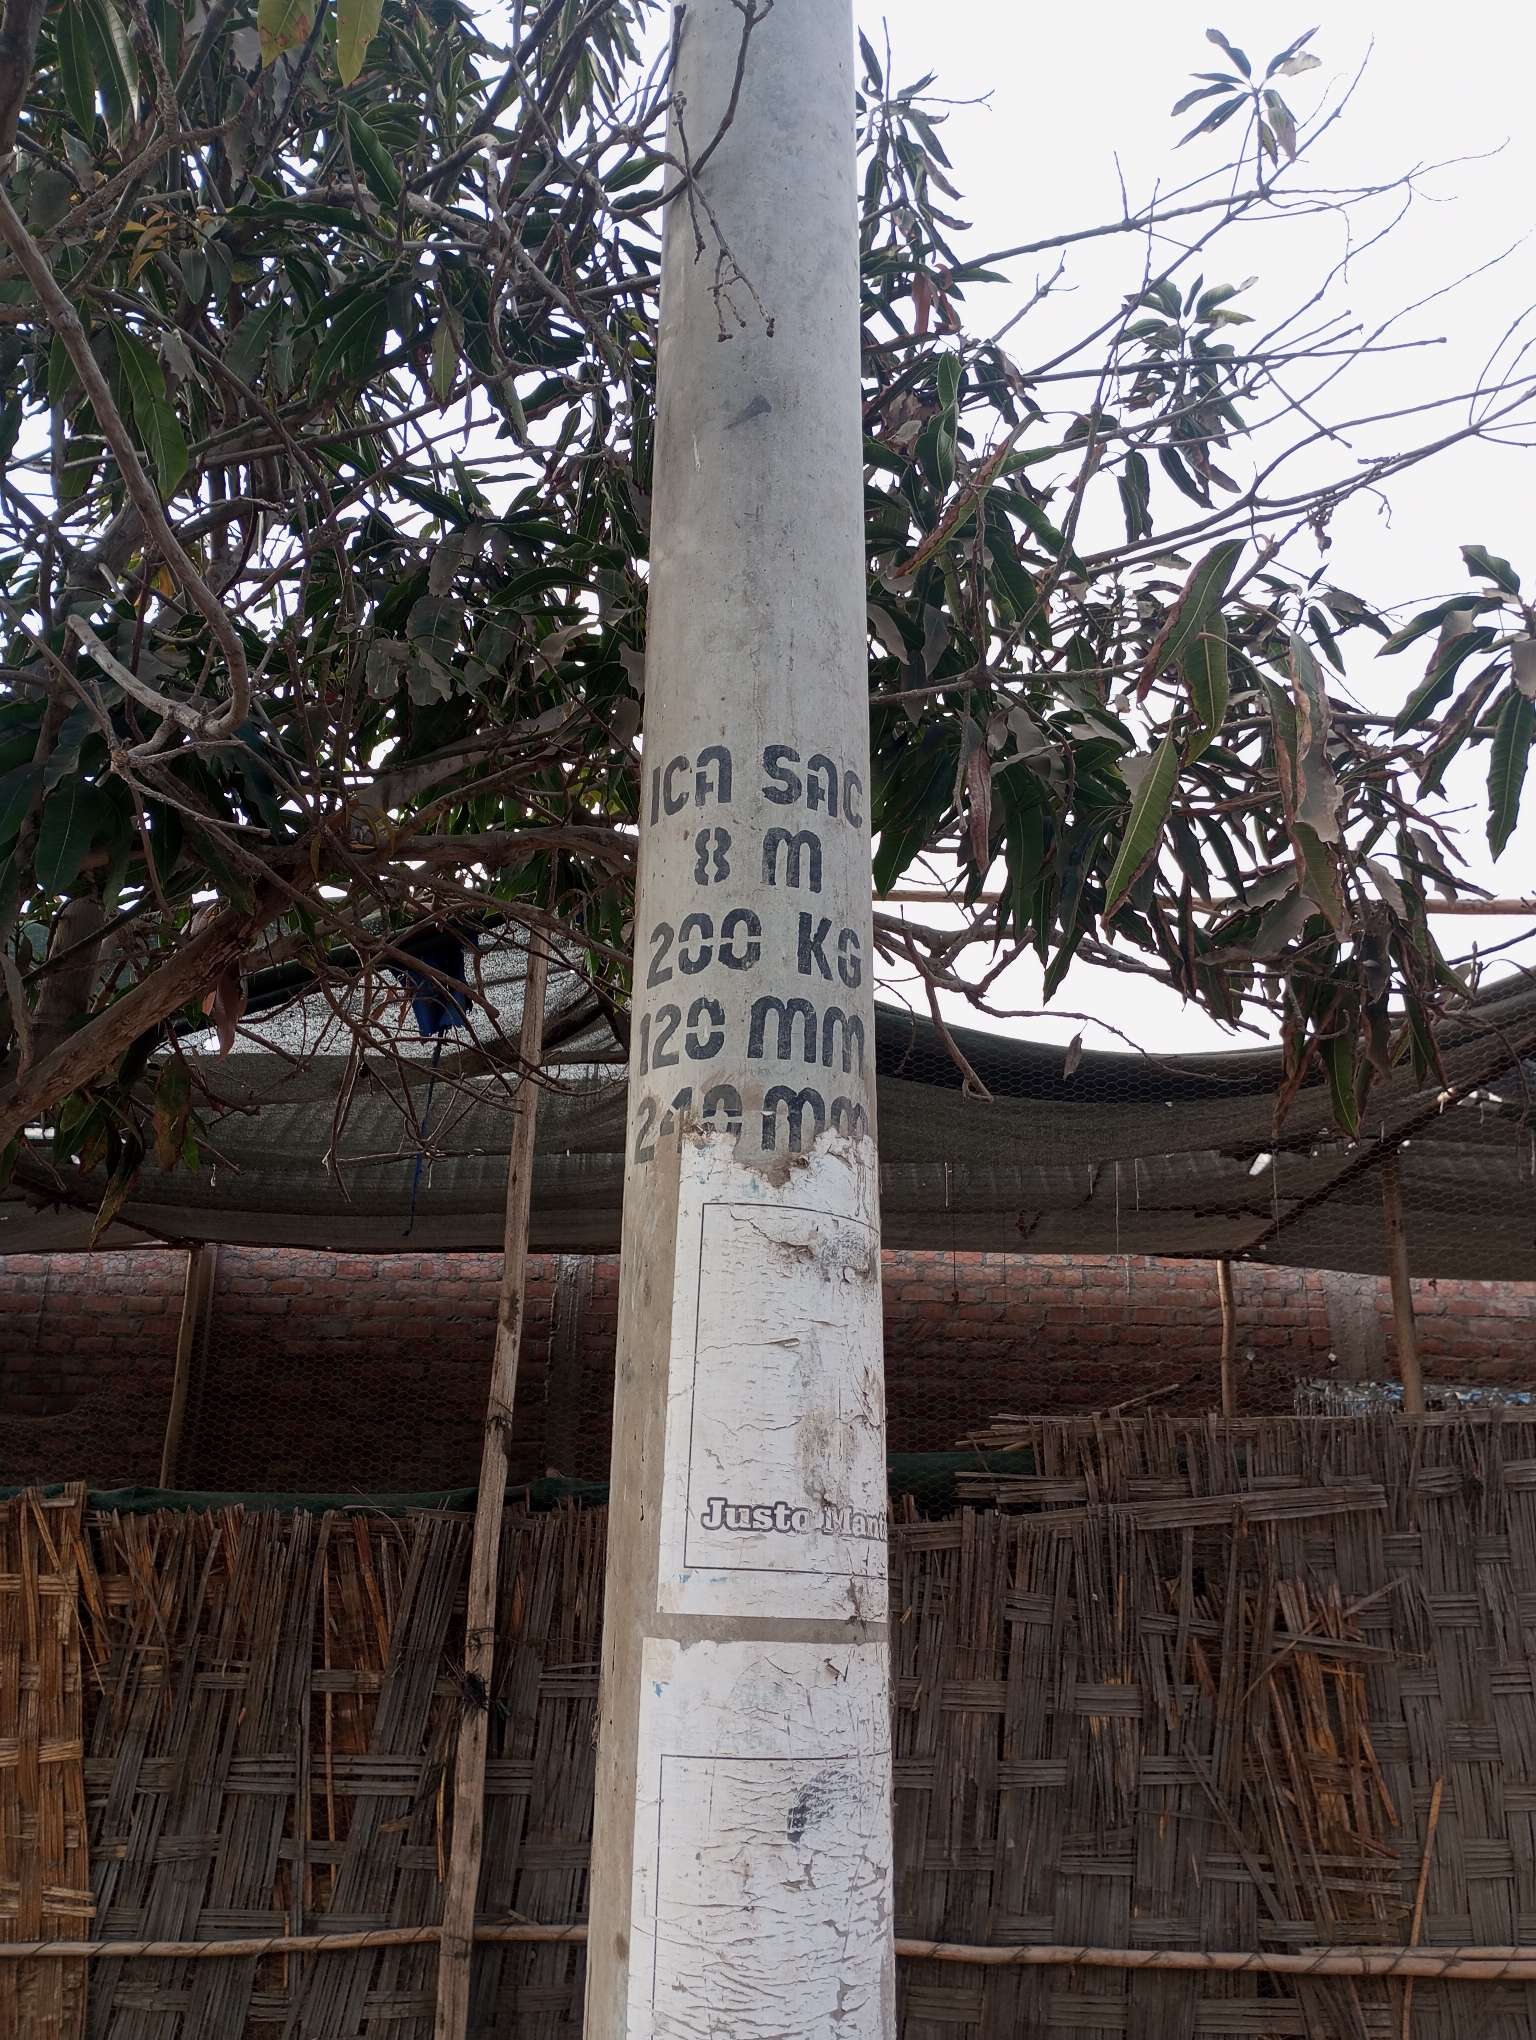 ICA SAC
8 M
200 KG
120 MM
240 MM
Justo